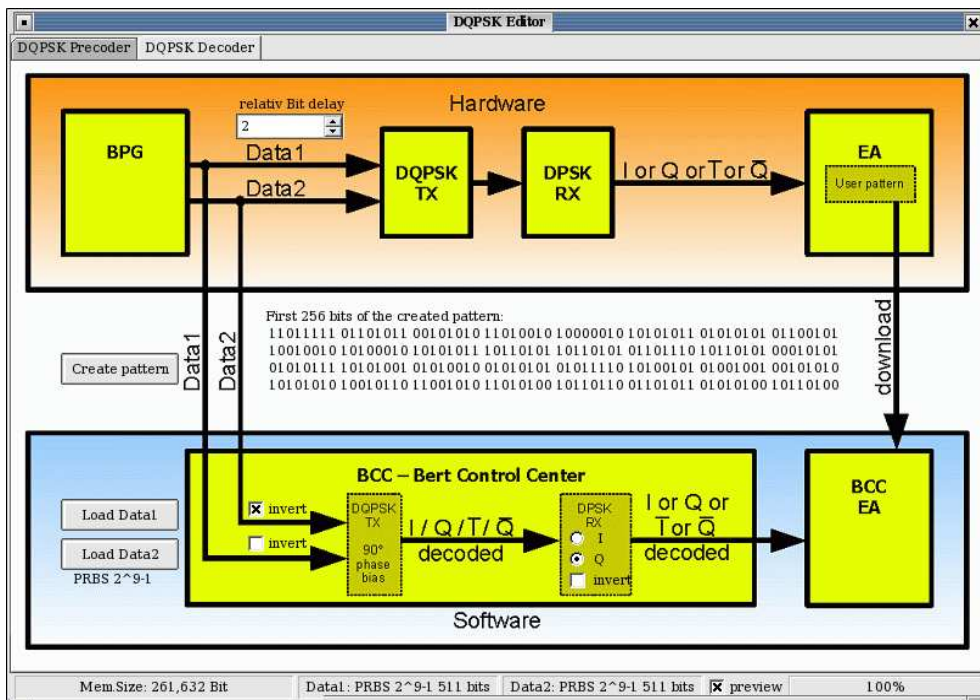 DQPSK Editor
DQPSK Precoder DQPSK Decoder
relativ Bit delay
2
Hardware
BPG
Data1
Data2
DQPSK
TX
DPSK
RX
I or Q or I̅ or Q̅
EA
User pattern
First 256 bits of the created pattern:
11011111 01101011 00101010 11010010 10000010 10101011 01010101 01100101
10010010 10100010 10101011 10110101 10110101 01101110 10110101 00010101
01010111 10101001 01010010 01010101 01011110 10100101 01001001 00101010
10101010 10010110 11001010 11010100 10110110 01101011 01010100 10110100
Create pattern
Data1
Data2
download
BCC – Bert Control Center
Load Data1
Load Data2
PRBS 2^9-1
invert
invert
DQPSK
TX
90°
phase
bias
I / Q / I̅ / Q̅
decoded
DPSK
RX
I
Q
invert
I or Q or
I̅ or Q̅
decoded
BCC
EA
Software
Mem.Size: 261,632 Bit
Data1: PRBS 2^9-1 511 bits
Data2: PRBS 2^9-1 511 bits
preview
100%